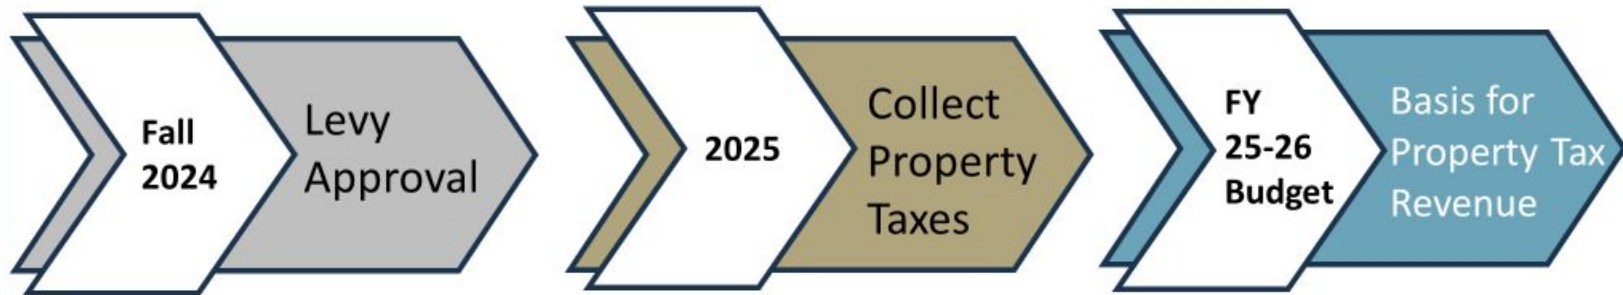 Fall
2024
Levy
Approval
2025
Collect
Property
Taxes
FY
25-26
Budget
Basis for
Property Tax
Revenue